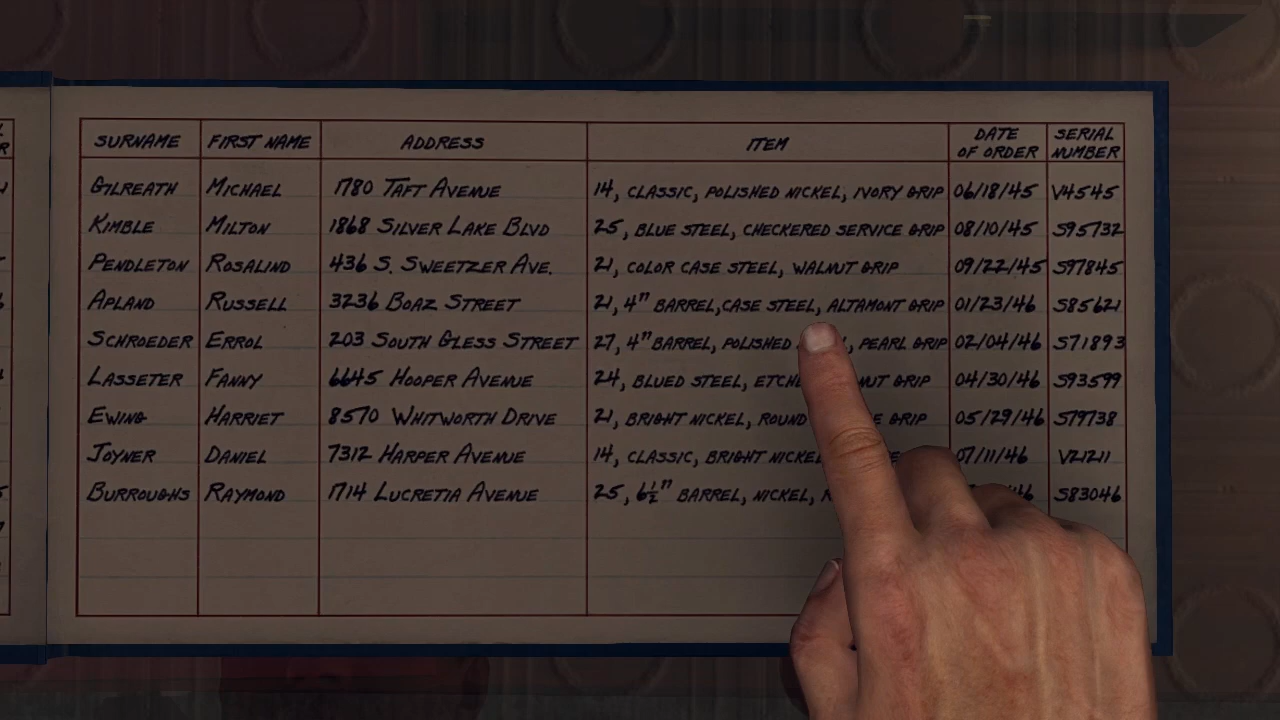 SURNAME FIRST NAME ADDRESS ITEM DATE OF ORDER SERIAL NUMBER
GILREATH MICHAEL 1780 TAFT AVENUE 14, CLASSIC, POLISHED NICKEL, IVORY GRIP 06/18/45 V4545
KIMBLE MILTON 1868 SILVER LAKE BLVD 25, BLUE STEEL, CHECKERED SERVICE GRIP 08/10/45 S95732
PENDLETON ROSALIND 436 S. SWEETZER AVE. 21, COLOR CASE STEEL, WALNUT GRIP 09/22/45 S97845
APLAND RUSSELL 3236 BOAZ STREET 21, 4" BARREL, CASE STEEL, ALTAMONT GRIP 01/23/46 S85621
SCHROEDER ERROL 203 SOUTH GLESS STREET 27, 4" BARREL, POLISHED , PEARL GRIP 02/04/46 S71893
LASSETER FANNY 6645 HOOPER AVENUE 24, BLUED STEEL, GRIP 04/30/46 S93599
EWING HARRIET 8570 WHITWORTH DRIVE 21, BRIGHT NICKEL, ROUND GRIP 05/29/46 S79738
JOYNER DANIEL 7312 HARPER AVENUE 14, CLASSIC, BRIGHT NICKEL 07/11/46 V21211
BURROUGHS RAYMOND 1714 LUCRETIA AVENUE 25, 6½" BARREL, NICKEL, S83046